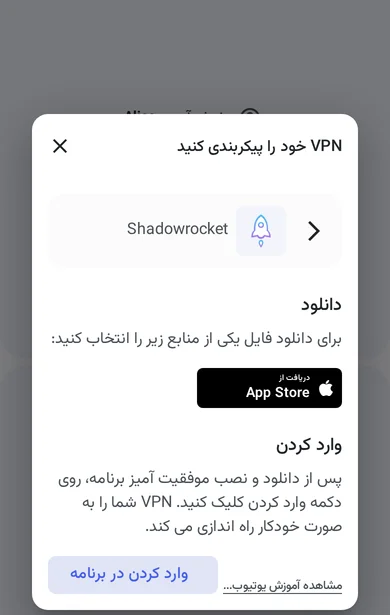 VPN خود را پیکربندی کنید
Shadowrocket
دانلود
برای دانلود فایل یکی از منابع زیر را انتخاب کنید:
دریافت از
App Store
وارد کردن
پس از دانلود و نصب موفقیت آمیز برنامه، روی
دکمه وارد کردن کلیک کنید. VPN شما را به
صورت خودکار راه اندازی می کند.
مشاهده آموزش یوتیوب...
وارد کردن در برنامه